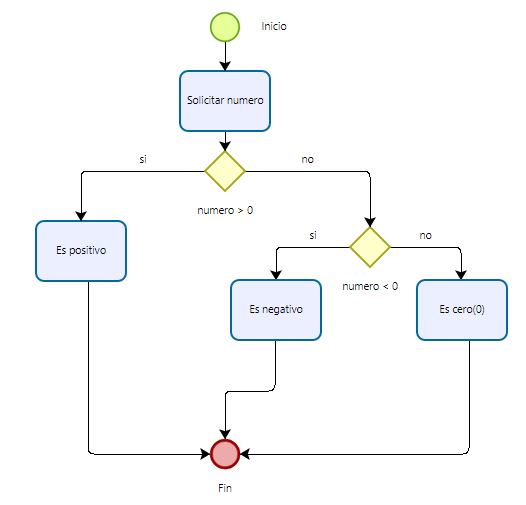 Inicio
Solicitar numero
si
no
numero > 0
Es positivo
si
no
numero < 0
Es negativo
Es cero(0)
Fin